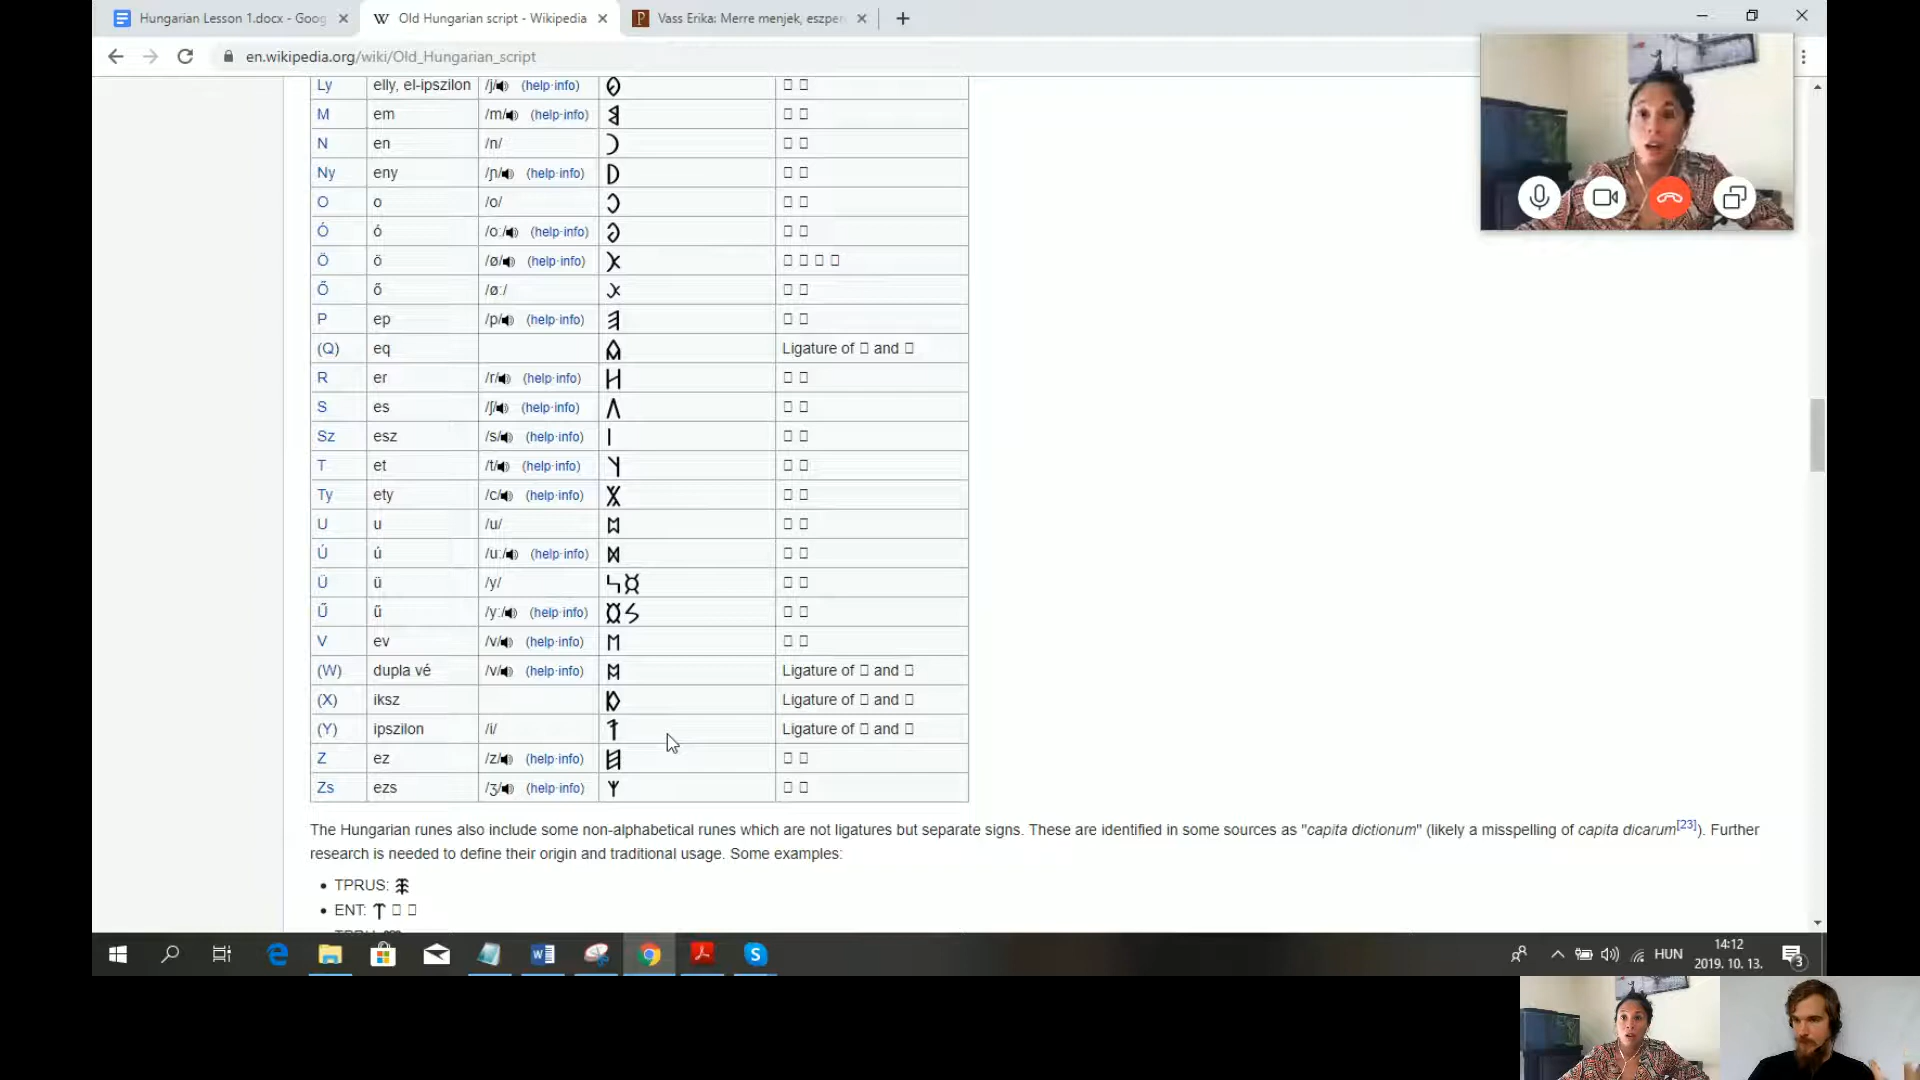 Hungarian Lesson 1.docx - Goog
Old Hungarian script - Wikipedia
Vass Erika: Merre menjek, eszper
en.wikipedia.org/wiki/Old_Hungarian_script
Ly elly, el-ipszilon /j/ (help·info)
M em /m/ (help·info)
N en /n/
Ny eny /ɲ/ (help·info)
O o /o/
Ó ó /oː/ (help·info)
Ö ö /ø/ (help·info)
Ő ő /øː/
P ep /p/ (help·info)
(Q) eq Ligature of and
R er /r/ (help·info)
S es /ʃ/ (help·info)
Sz esz /s/ (help·info)
T et /t/ (help·info)
Ty ety /c/ (help·info)
U u /u/
Ú ú /uː/ (help·info)
Ü ü /y/
Ű ű /yː/ (help·info)
V ev /v/ (help·info)
(W) dupla vé /v/ (help·info) Ligature of and
(X) iksz Ligature of and
(Y) ipszilon /i/ Ligature of and
Z ez /z/ (help·info)
Zs ezs /ʒ/ (help·info)
The Hungarian runes also include some non-alphabetical runes which are not ligatures but separate signs. These are identified in some sources as "capita dictionum" (likely a misspelling of capita dicarum[23]). Further
research is needed to define their origin and traditional usage. Some examples:
• TPRUS:
• ENT:
HUN
14:12
2019. 10. 13.
3